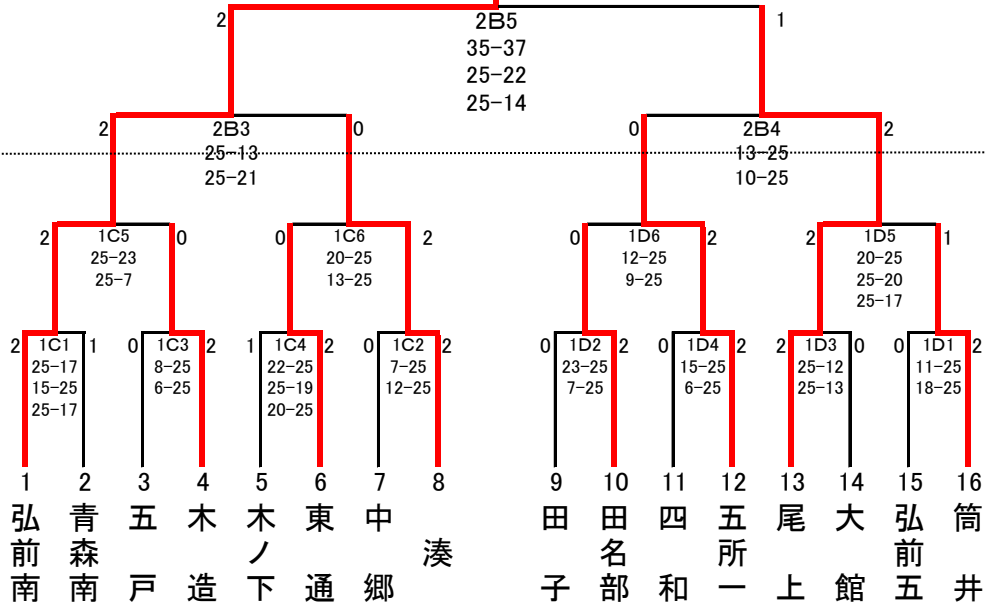 2 2B5 1
35-37
25-22
25-14
2 2B3 0
25-13
25-21
0 2B4 2
13-25
10-25
2 1C5 0
25-23
25-7
0 1C6 2
20-25
13-25
0 1D6 2
12-25
9-25
2 1D5 1
20-25
25-20
25-17
2 1C1 1
25-17
15-25
25-17
0 1C3 2
8-25
6-25
1 1C4 2
22-25
25-19
20-25
0 1C2 2
7-25
12-25
0 1D2 2
23-25
7-25
0 1D4 2
15-25
6-25
2 1D3 0
25-12
25-13
0 1D1 2
11-25
18-25
1 2 3 4 5 6 7 8 9 10 11 12 13 14 15 16
弘前南
青森南
五戸
木造
木ノ下
東通
中郷
湊
田子
田名部
四和
五所一
尾上
大館
弘前五
筒井